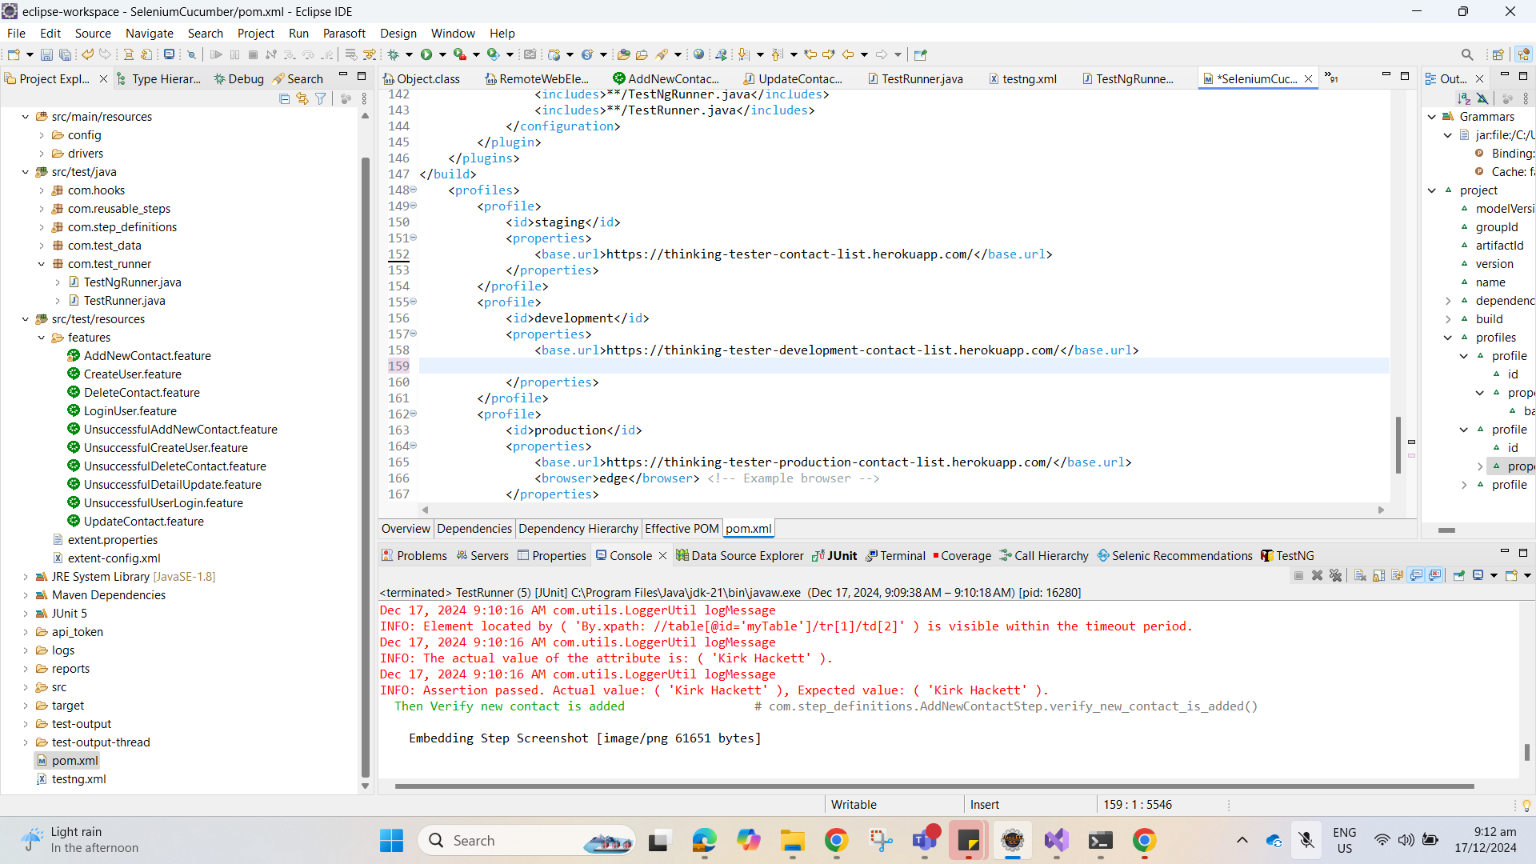 eclipse-workspace - SeleniumCucumber/pom.xml - Eclipse IDE
File Edit Source Navigate Search Project Run Parasoft Design Window Help
Project Expl... Type Hierar... Debug Search
Object.class RemoteWebEle... AddNewContac... UpdateContac... TestRunner.java testng.xml TestNgRunne... *SeleniumCuc... »91
Out...
src/main/resources
config
drivers
src/test/java
com.hooks
com.reusable_steps
com.step_definitions
com.test_data
com.test_runner
TestNgRunner.java
TestRunner.java
src/test/resources
features
AddNewContact.feature
CreateUser.feature
DeleteContact.feature
LoginUser.feature
UnsuccessfulAddNewContact.feature
UnsuccessfulCreateUser.feature
UnsuccessfulDeleteContact.feature
UnsuccessfulDetailUpdate.feature
UnsuccessfulUserLogin.feature
UpdateContact.feature
extent.properties
extent-config.xml
JRE System Library [JavaSE-1.8]
Maven Dependencies
JUnit 5
api_token
logs
reports
src
target
test-output
test-output-thread
pom.xml
testng.xml
142 <includes>**/TestNgRunner.java</includes>
143 <includes>**/TestRunner.java</includes>
144 </configuration>
145 </plugin>
146 </plugins>
147 </build>
148 <profiles>
149 <profile>
150 <id>staging</id>
151 <properties>
152 <base.url>https://thinking-tester-contact-list.herokuapp.com/</base.url>
153 </properties>
154 </profile>
155 <profile>
156 <id>development</id>
157 <properties>
158 <base.url>https://thinking-tester-development-contact-list.herokuapp.com/</base.url>
159
160 </properties>
161 </profile>
162 <profile>
163 <id>production</id>
164 <properties>
165 <base.url>https://thinking-tester-production-contact-list.herokuapp.com/</base.url>
166 <browser>edge</browser> <!-- Example browser -->
167 </properties>
Overview Dependencies Dependency Hierarchy Effective POM pom.xml
Grammars
jar:file:/C:/U
Binding:
Cache: fa
project
modelVersi
groupId
artifactId
version
name
dependenc
build
profiles
profile
id
prope
ba
profile
id
prope
profile
Problems Servers Properties Console Data Source Explorer JUnit Terminal Coverage Call Hierarchy Selenic Recommendations TestNG
<terminated> TestRunner (5) [JUnit] C:\Program Files\Java\jdk-21\bin\javaw.exe (Dec 17, 2024, 9:09:38 AM – 9:10:18 AM) [pid: 16280]
Dec 17, 2024 9:10:16 AM com.utils.LoggerUtil logMessage
INFO: Element located by ( 'By.xpath: //table[@id='myTable']/tr[1]/td[2]' ) is visible within the timeout period.
Dec 17, 2024 9:10:16 AM com.utils.LoggerUtil logMessage
INFO: The actual value of the attribute is: ( 'Kirk Hackett' ).
Dec 17, 2024 9:10:16 AM com.utils.LoggerUtil logMessage
INFO: Assertion passed. Actual value: ( 'Kirk Hackett' ), Expected value: ( 'Kirk Hackett' ).
Then Verify new contact is added # com.step_definitions.AddNewContactStep.verify_new_contact_is_added()
Embedding Step Screenshot [image/png 61651 bytes]
Writable Insert 159 : 1 : 5546
Light rain
In the afternoon
Search
ENG
US
9:12 am
17/12/2024